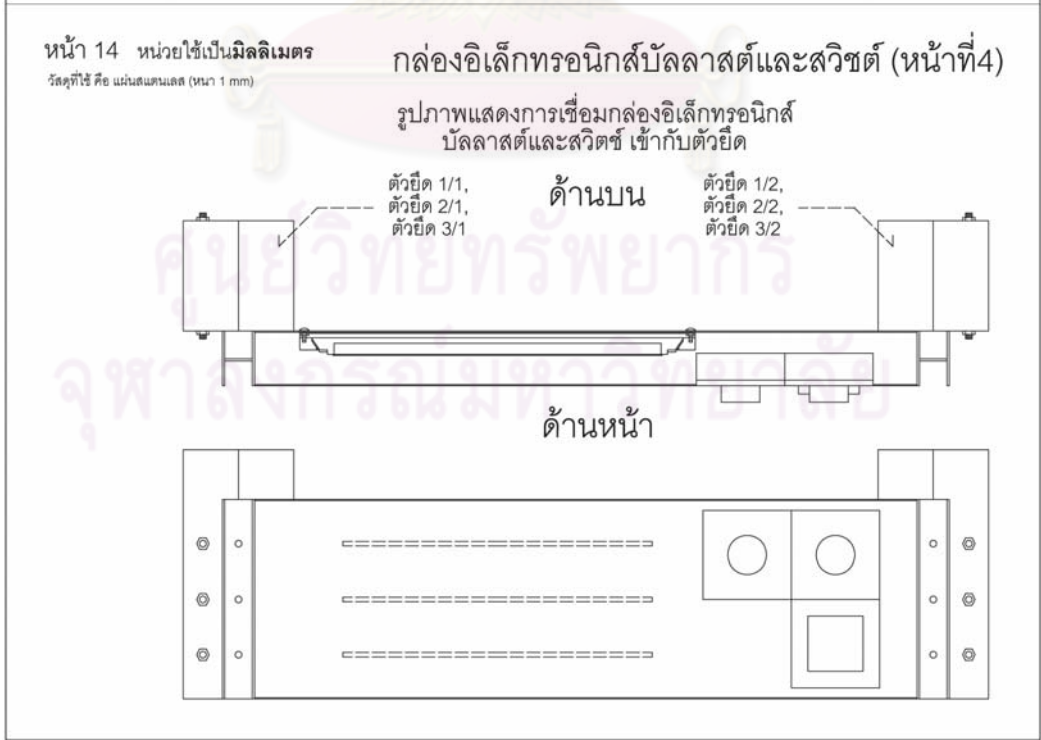 หน้า 14 หน่วยใช้เป็นมิลลิเมตร
วัสดุที่ใช้ คือ แผ่นสแตนเลส (หนา 1 mm)
กล่องอิเล็กทรอนิกส์บัลลาสต์และสวิชต์ (หน้าที่4)
รูปภาพแสดงการเชื่อมกล่องอิเล็กทรอนิกส์
บัลลาสต์และสวิตช์ เข้ากับตัวยึด
ตัวยึด 1/1,
ตัวยึด 2/1,
ตัวยึด 3/1
ด้านบน
ตัวยึด 1/2,
ตัวยึด 2/2,
ตัวยึด 3/2
ศูนย์วิทยทรัพยากร
จุฬาลงกรณ์มหาวิทยาลัย
ด้านหน้า